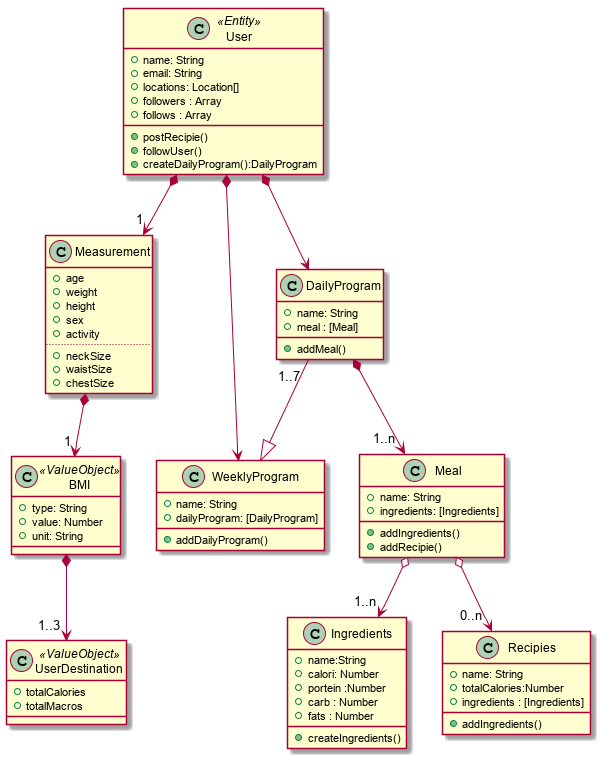 C
«Entity»
User
name: String
email: String
locations: Location[]
followers : Array
follows : Array
postRecipie()
followUser()
createDailyProgram():DailyProgram
1
C Measurement
age
weight
height
sex
activity
neckSize
waistSize
chestSize
C DailyProgram
name: String
meal : [Meal]
addMeal()
1..7
1..n
1
C
«ValueObject»
BMI
type: String
value: Number
unit: String
C WeeklyProgram
name: String
dailyProgram: [DailyProgram]
addDailyProgram()
C Meal
name: String
ingredients: [Ingredients]
addIngredients()
addRecipie()
1..3
1..n
0..n
C
«ValueObject»
UserDestination
totalCalories
totalMacros
C Ingredients
name:String
calori: Number
portein :Number
carb : Number
fats : Number
createIngredients()
C Recipies
name: String
totalCalories:Number
ingredients : [Ingredients]
addIngredients()